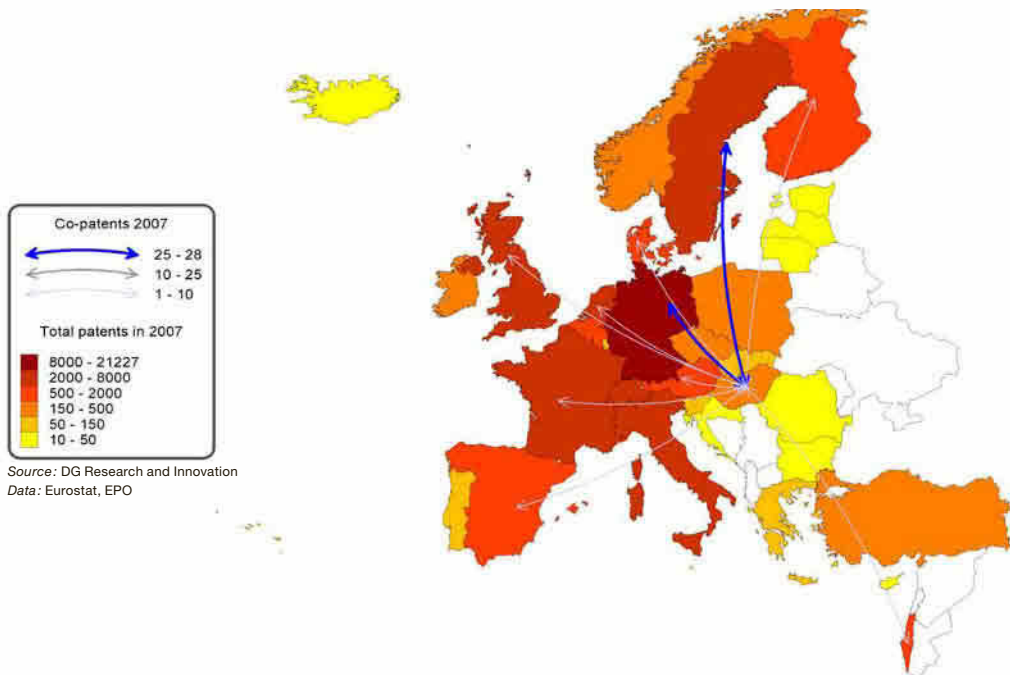 Co-patents 2007
25 - 28
10 - 25
1 - 10
Total patents in 2007
8000 - 21227
2000 - 8000
500 - 2000
150 - 500
50 - 150
10 - 50
Source: DG Research and Innovation
Data: Eurostat, EPO